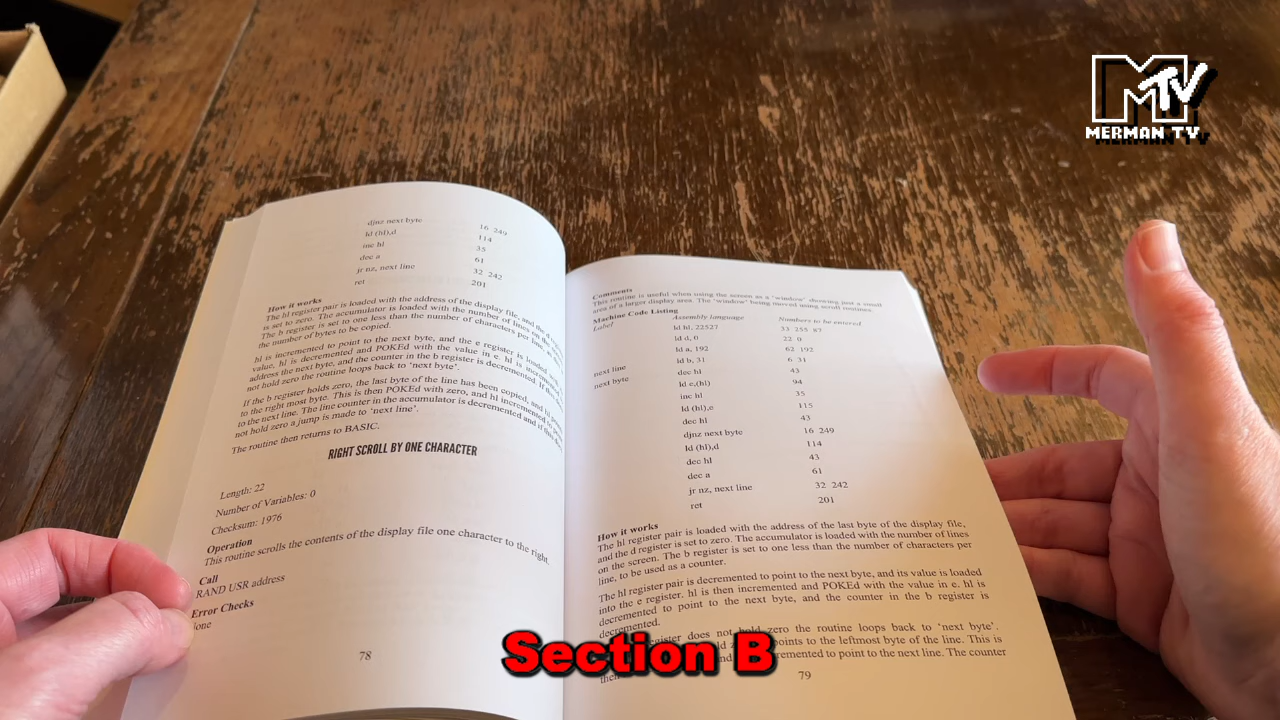 MTV
MERMAN TV
djnz next byte 16 249
ld (hl),d 114
inc hl 35
dec a 61
jr nz, next line 32 242
ret 201
How it works
The hl register pair is loaded with the address of the display file, and the d
is set to zero. The accumulator is loaded with the number of lines on the
The b register is set to one less than the number of characters per line
the number of bytes to be copied.
hl is incremented to point to the next byte, and the e register is loaded with
value. hl is decremented and POKEd with the value in e. hl is incremented
address the next byte, and the counter in the b register is decremented. If the
not hold zero the routine loops back to 'next byte'.
If the b register holds zero, the last byte of the line has been copied, and hl points
to the right most byte. This is then POKEd with zero, and hl incremented to
to the next line. The line counter in the accumulator is decremented and if
not hold zero a jump is made to 'next line'.
The routine then returns to BASIC.
RIGHT SCROLL BY ONE CHARACTER
Length: 22
Number of Variables: 0
Checksum: 1976
Operation
This routine scrolls the contents of the display file one character to the right.
Call
RAND USR address
Error Checks
None
78
Comments
This routine is useful when using the screen as a 'window' showing just a small
area of a larger display area. The 'window' being moved using scroll routines.
Machine Code Listing
Label Assembly language Numbers to be entered
ld hl, 22527 33 255 87
ld d, 0 22 0
ld a, 192 62 192
next line ld b, 31 6 31
next byte dec hl 43
ld e,(hl) 94
inc hl 35
ld (hl),e 115
dec hl 43
djnz next byte 16 249
ld (hl),d 114
dec hl 43
dec a 61
jr nz, next line 32 242
ret 201
How it works
The hl register pair is loaded with the address of the last byte of the display file,
and the d register is set to zero. The accumulator is loaded with the number of lines
on the screen. The b register is set to one less than the number of characters per
line, to be used as a counter.
The hl register pair is decremented to point to the next byte, and its value is loaded
into the e register. hl is then incremented and POKEd with the value in e. hl is
decremented to point to the next byte, and the counter in the b register is
decremented.
register does not hold zero the routine loops back to 'next byte'.
points to the leftmost byte of the line. This is
decremented to point to the next line. The counter
79
Section B